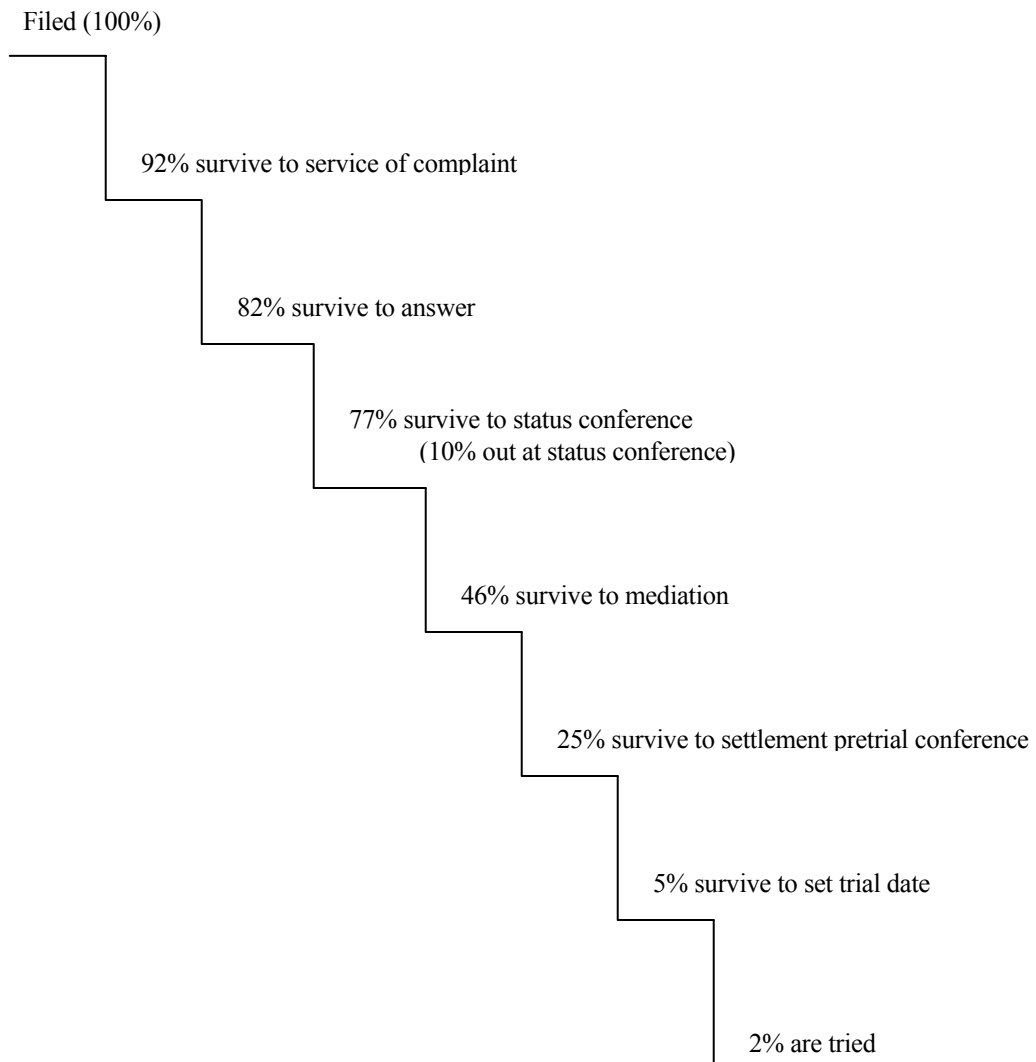 Filed (100%)
92% survive to service of complaint
82% survive to answer
77% survive to status conference
(10% out at status conference)
46% survive to mediation
25% survive to settlement pretrial conference
5% survive to set trial date
2% are tried